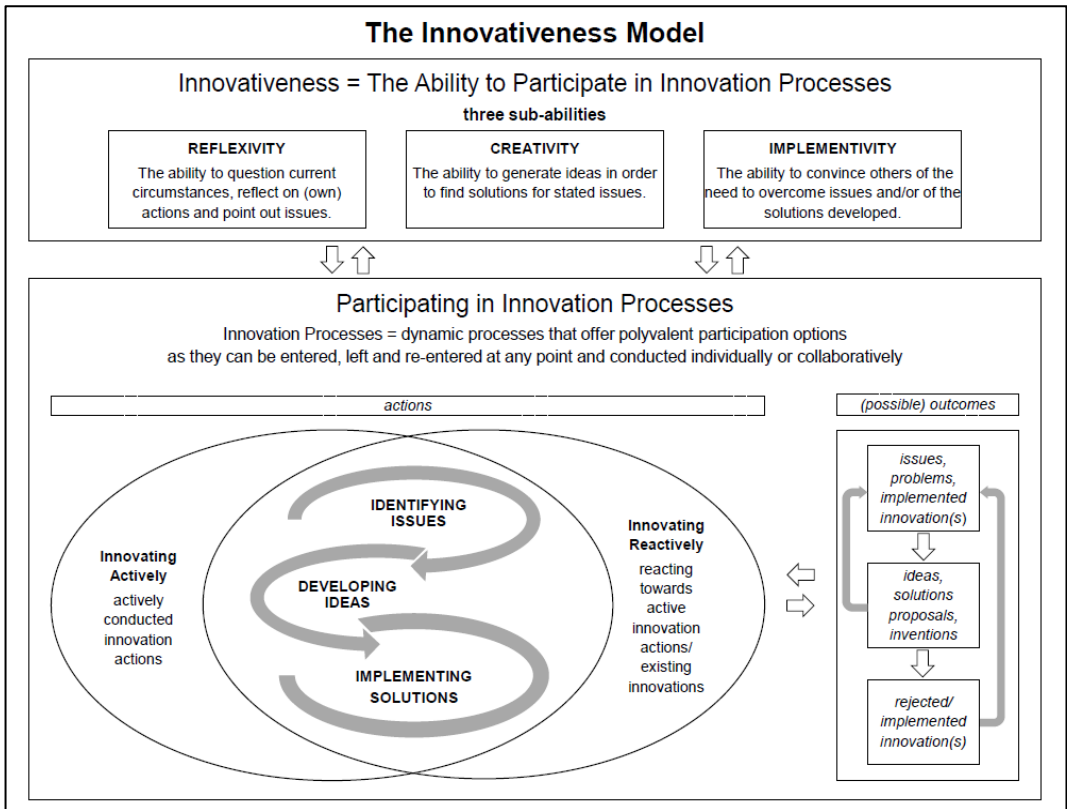 The Innovativeness Model
Innovativeness = The Ability to Participate in Innovation Processes
three sub-abilities
REFLEXIVITY
The ability to question current
circumstances, reflect on (own)
actions and point out issues.
CREATIVITY
The ability to generate ideas in order
to find solutions for stated issues.
IMPLEMENTIVITY
The ability to convince others of the
need to overcome issues and/or of the
solutions developed.
Participating in Innovation Processes
Innovation Processes = dynamic processes that offer polyvalent participation options
as they can be entered, left and re-entered at any point and conducted individually or collaboratively
actions
(possible) outcomes
Innovating
Actively
actively
conducted
innovation
actions
IDENTIFYING
ISSUES
DEVELOPING
IDEAS
IMPLEMENTING
SOLUTIONS
Innovating
Reactively
reacting
towards
active
innovation
actions/
existing
innovations
issues,
problems,
implemented
innovation(s)
ideas,
solutions
proposals,
inventions
rejected/
implemented
innovation(s)